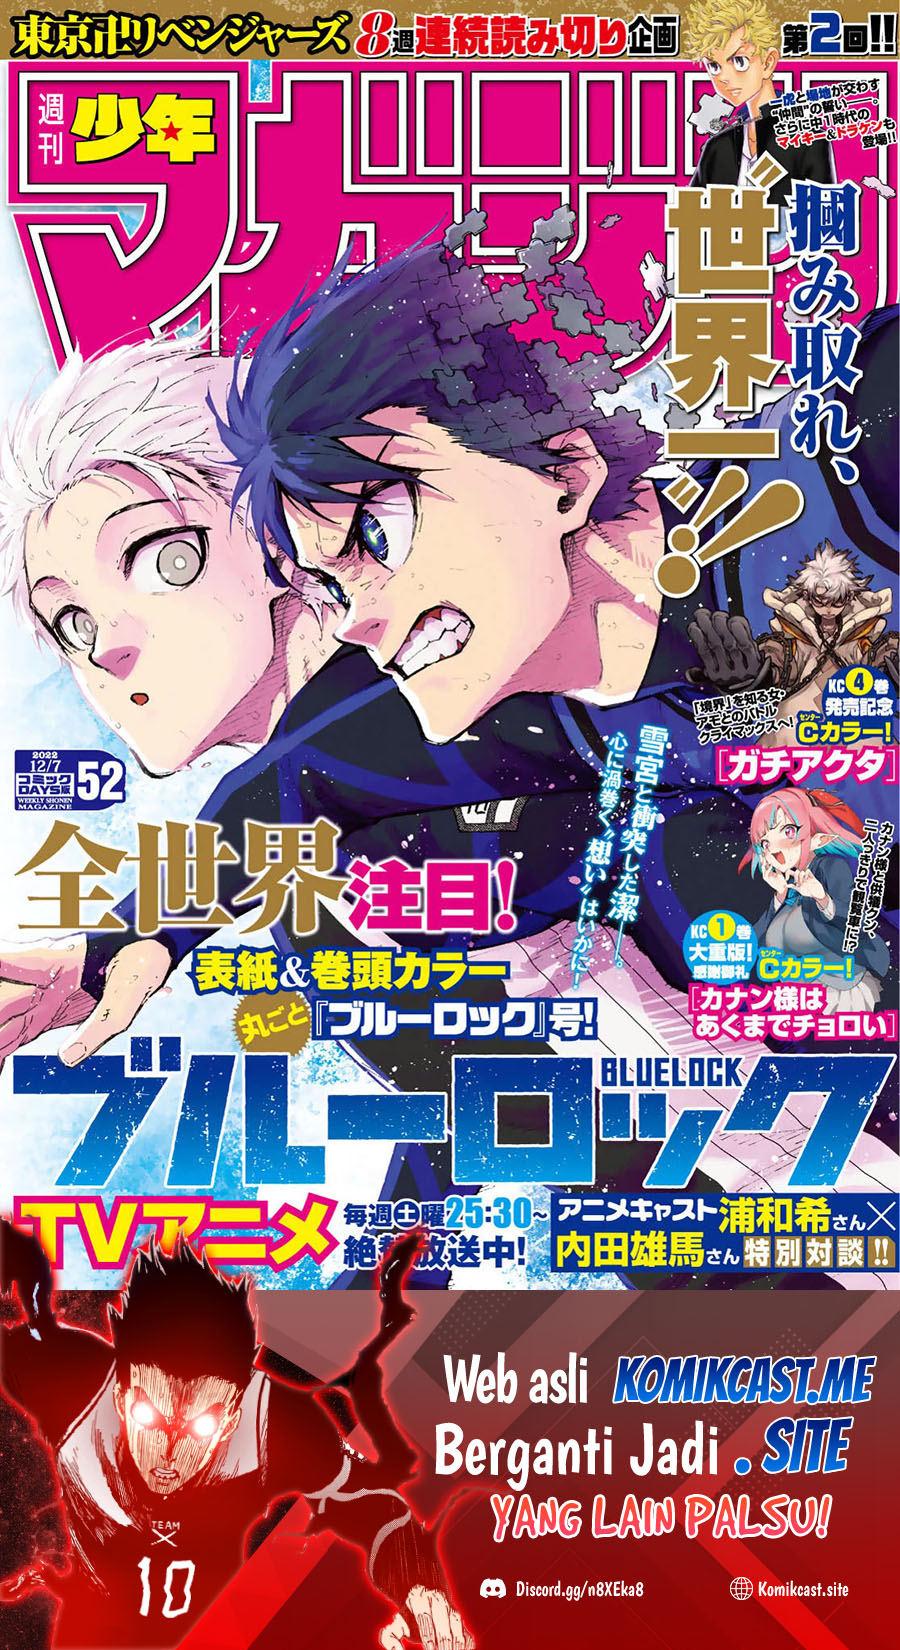 東京卍リベンジャーズ 8週連続読み切り企画 第2回!!
一虎と場地が交わす
“仲間”の誓い――。
さらに中1時代の
マイキー&ドラケンも
登場!!
週刊少年マガジン
掴み取れ、
“世界一”!!!
KC4巻
発売記念
センターCカラー!
「境界」を知る女・
アモとのバトル
クライマックスへ!
[ガチアクタ]
2022
12/7
コミック
DAYS版
52
WEEKLY SHONEN
MAGAZINE
雪宮と衝突した潔――。
心に渦巻く“想い”はいかに!
カナン様と供犠クン、
二人っきりで観覧車に!?
KC1巻
大重版!
感謝御礼
センターCカラー!
[カナン様は
あくまでチョロい]
全世界注目!
表紙&巻頭カラー
丸ごと『ブルーロック』号!
ブルーロック
BLUELOCK
TVアニメ
毎週土曜25:30~
絶賛放送中!
アニメキャスト浦和希さん×
内田雄馬さん特別対談!!
Web asli KOMIKCAST.ME
Berganti Jadi .SITE
YANG LAIN PALSU!
TEAM
X
10
Discord.gg/n8XEka8
Komikcast.site